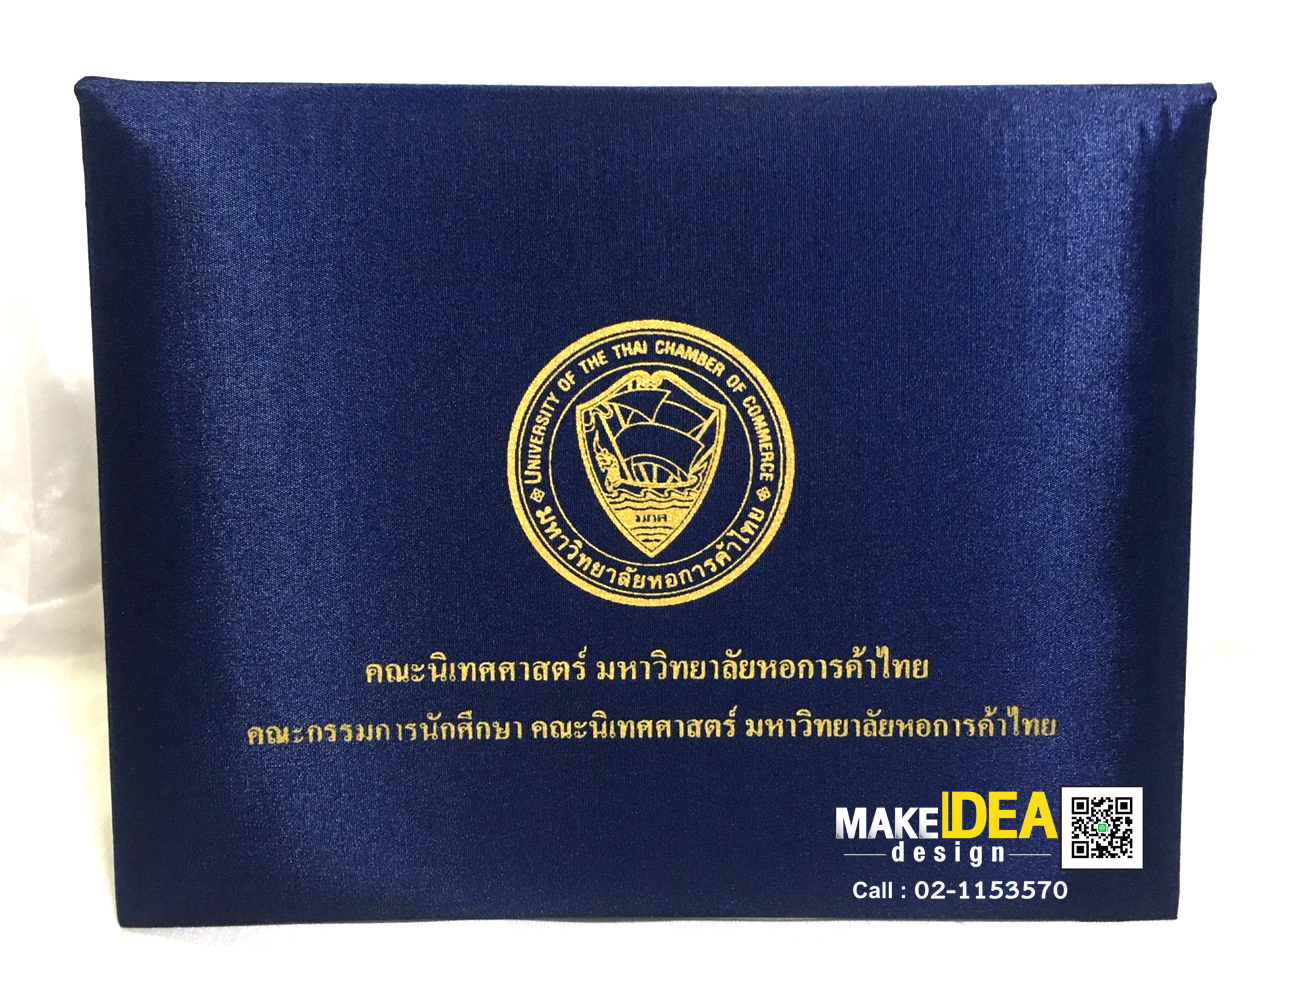 UNIVERSITY OF THE THAI CHAMBER OF COMMERCE
มหาวิทยาลัยหอการค้าไทย
มกค
คณะนิเทศศาสตร์ มหาวิทยาลัยหอการค้าไทย
คณะกรรมการนักศึกษา คณะนิเทศศาสตร์ มหาวิทยาลัยหอการค้าไทย
MAKEIDEA
design
Call : 02-1153570